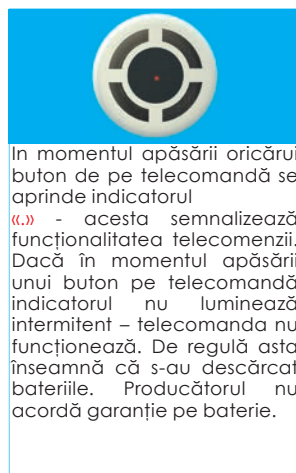 In momentul apăsării oricărui
buton de pe telecomandă se
aprinde indicatorul
«.» - acesta semnalizează
funcționalitatea telecomenzii.
Dacă în momentul apăsării
unui buton pe telecomandă
indicatorul nu luminează
intermitent – telecomanda nu
funcționează. De regulă asta
înseamnă că s-au descărcat
bateriile. Producătorul nu
acordă garanție pe baterie.